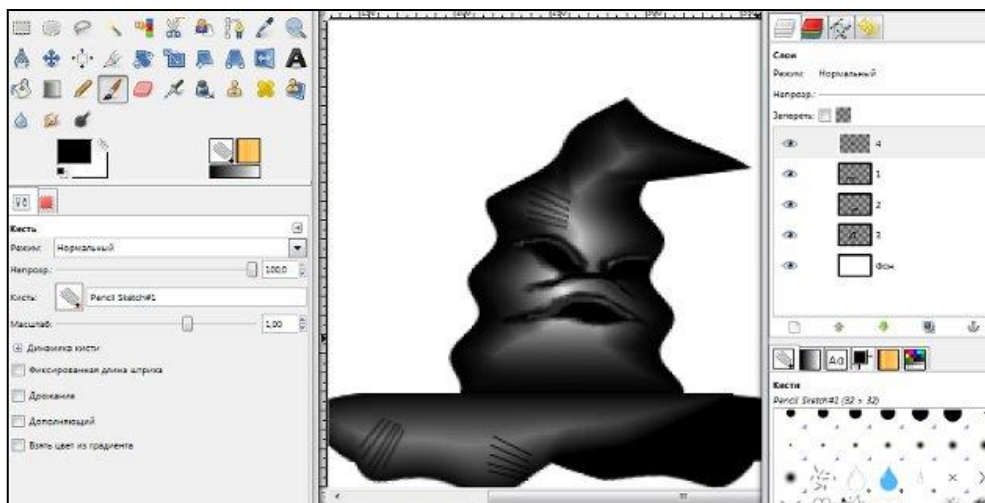 Кисть
Режим: Нормальный
Непрозр.: 100,0
Кисть: Pencil Sketch#1
Масштаб: 1,00
Динамика кисти
Фиксированная длина штриха
Дрожание
Дополняющий
Взять цвет из градиента
Слои
Режим: Нормальный
Непрозр.:
Запереть:
4
1
2
3
Фон
Aa
Кисти
Pencil Sketch#1 (32 × 32)